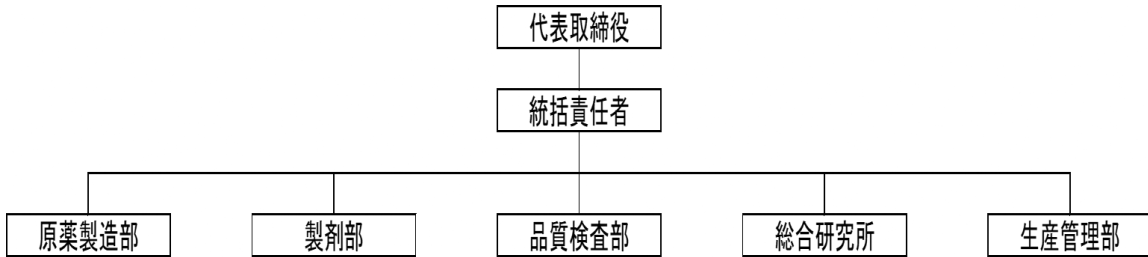 代表取締役
統括責任者
原薬製造部
製剤部
品質検査部
総合研究所
生産管理部